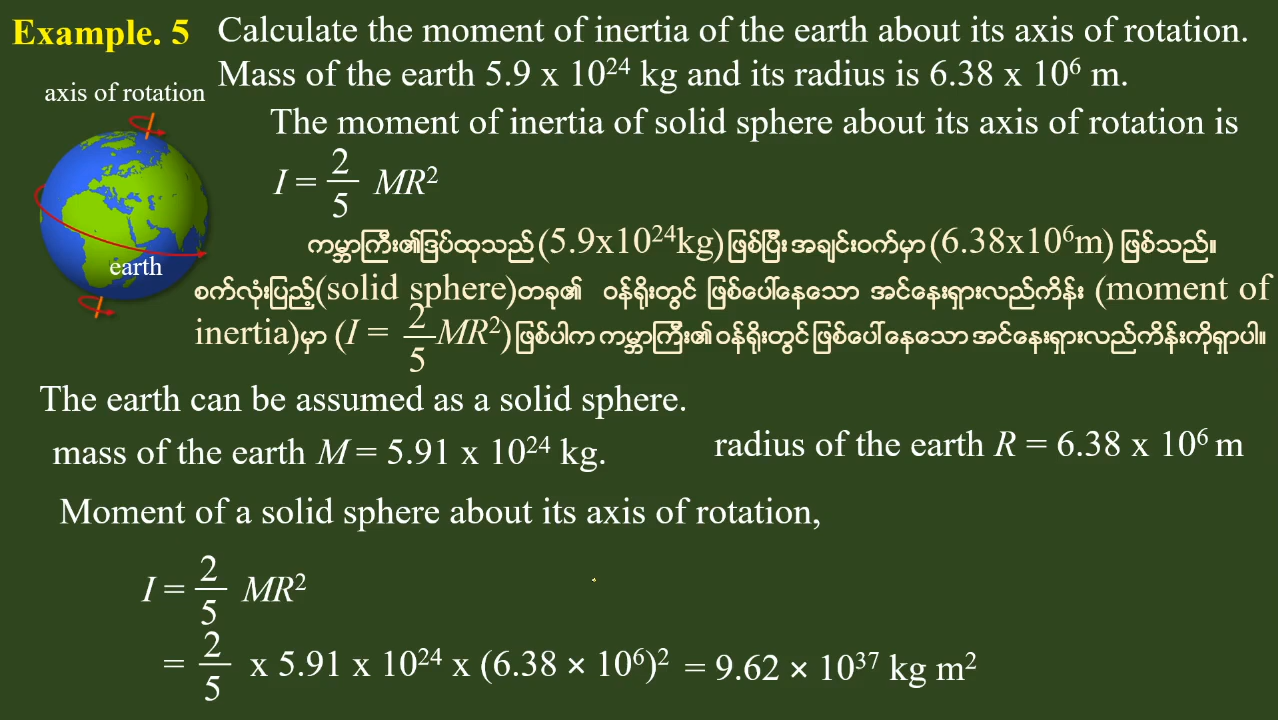 Example. 5
Calculate the moment of inertia of the earth about its axis of rotation.
Mass of the earth 5.9 x 10²⁴ kg and its radius is 6.38 x 10⁶ m.
axis of rotation
earth
The moment of inertia of solid sphere about its axis of rotation is
I = 2/5 MR²
ကမ္ဘာကြီး၏ဒြပ်ထုသည် (5.9x10²⁴kg) ဖြစ်ပြီး အချင်းဝက်မှာ (6.38x10⁶m) ဖြစ်သည်။
စက်လုံးပြည့်(solid sphere)တခု၏ ဝန်ရိုးတွင် ဖြစ်ပေါ်နေသော အင်နေးရှားလည်ကိန်း (moment of
inertia)မှာ (I = 2/5 MR²) ဖြစ်ပါက ကမ္ဘာကြီး၏ ဝန်ရိုးတွင် ဖြစ်ပေါ်နေသော အင်နေးရှားလည်ကိန်းကိုရှာပါ။
The earth can be assumed as a solid sphere.
mass of the earth M = 5.91 x 10²⁴ kg.
radius of the earth R = 6.38 x 10⁶ m
Moment of a solid sphere about its axis of rotation,
I = 2/5 MR²
= 2/5 x 5.91 x 10²⁴ x (6.38 × 10⁶)² = 9.62 × 10³⁷ kg m²